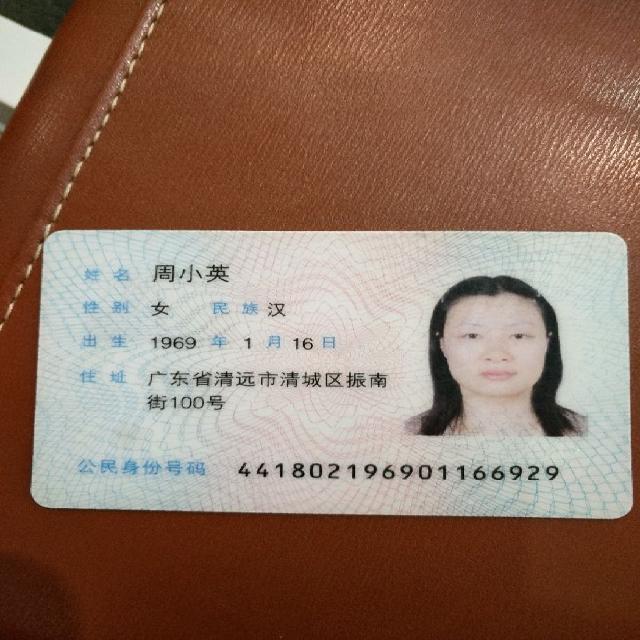 姓名 周小英
性别 女 民族 汉
出生 1969 年 1 月 16 日
住址 广东省清远市清城区振南
街100号
公民身份号码 441802196901166929